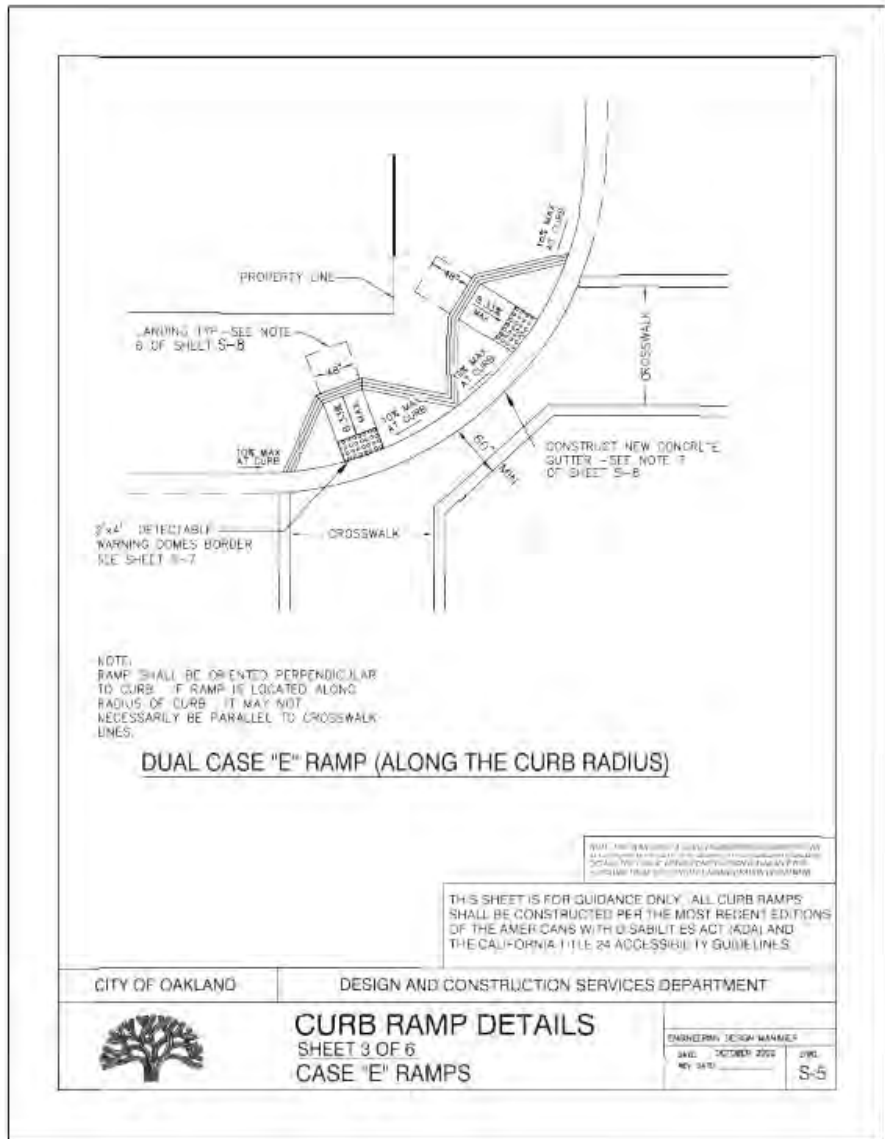 10% MAX
AT CURB
48"
PROPERTY LINE
8.33%
MAX
LANDING TYP-SEE NOTE
6 OF SHEET S-8
CROSSWALK
48"
10% MAX
AT CURB
8.33%
MAX.
10% MAX
AT CURB
10% MAX
AT CURB
60" MIN
CONSTRUCT NEW CONCRETE
GUTTER -SEE NOTE
OF SHEET S-8
DETECTABLE
WARNING DOMES BORDER
SEE SHEET S-7
CROSSWALK
NOTE:
RAMP SHALL BE ORIENTED PERPENDICULAR
TO CURB. IF RAMP IS LOCATED ALONG
RADIUS OF CURB, IT MAY NOT
NECESSARILY BE PARALLEL TO CROSSWALK
LINES.
DUAL CASE "E" RAMP (ALONG THE CURB RADIUS)
THIS SHEET IS FOR GUIDANCE ONLY. ALL CURB RAMPS
SHALL BE CONSTRUCTED PER THE MOST RECENT EDITIONS
OF THE AMERICANS WITH DISABILITIES ACT (ADA) AND
THE CALIFORNIA TITLE 24 ACCESSIBILITY GUIDELINES
CITY OF OAKLAND
DESIGN AND CONSTRUCTION SERVICES DEPARTMENT
CURB RAMP DETAILS
SHEET 3 OF 6
CASE "E" RAMPS
ENGINEERING DESIGN MANAGER
DATE: OCTOBER
REV. DATE:
DWG.
S-5